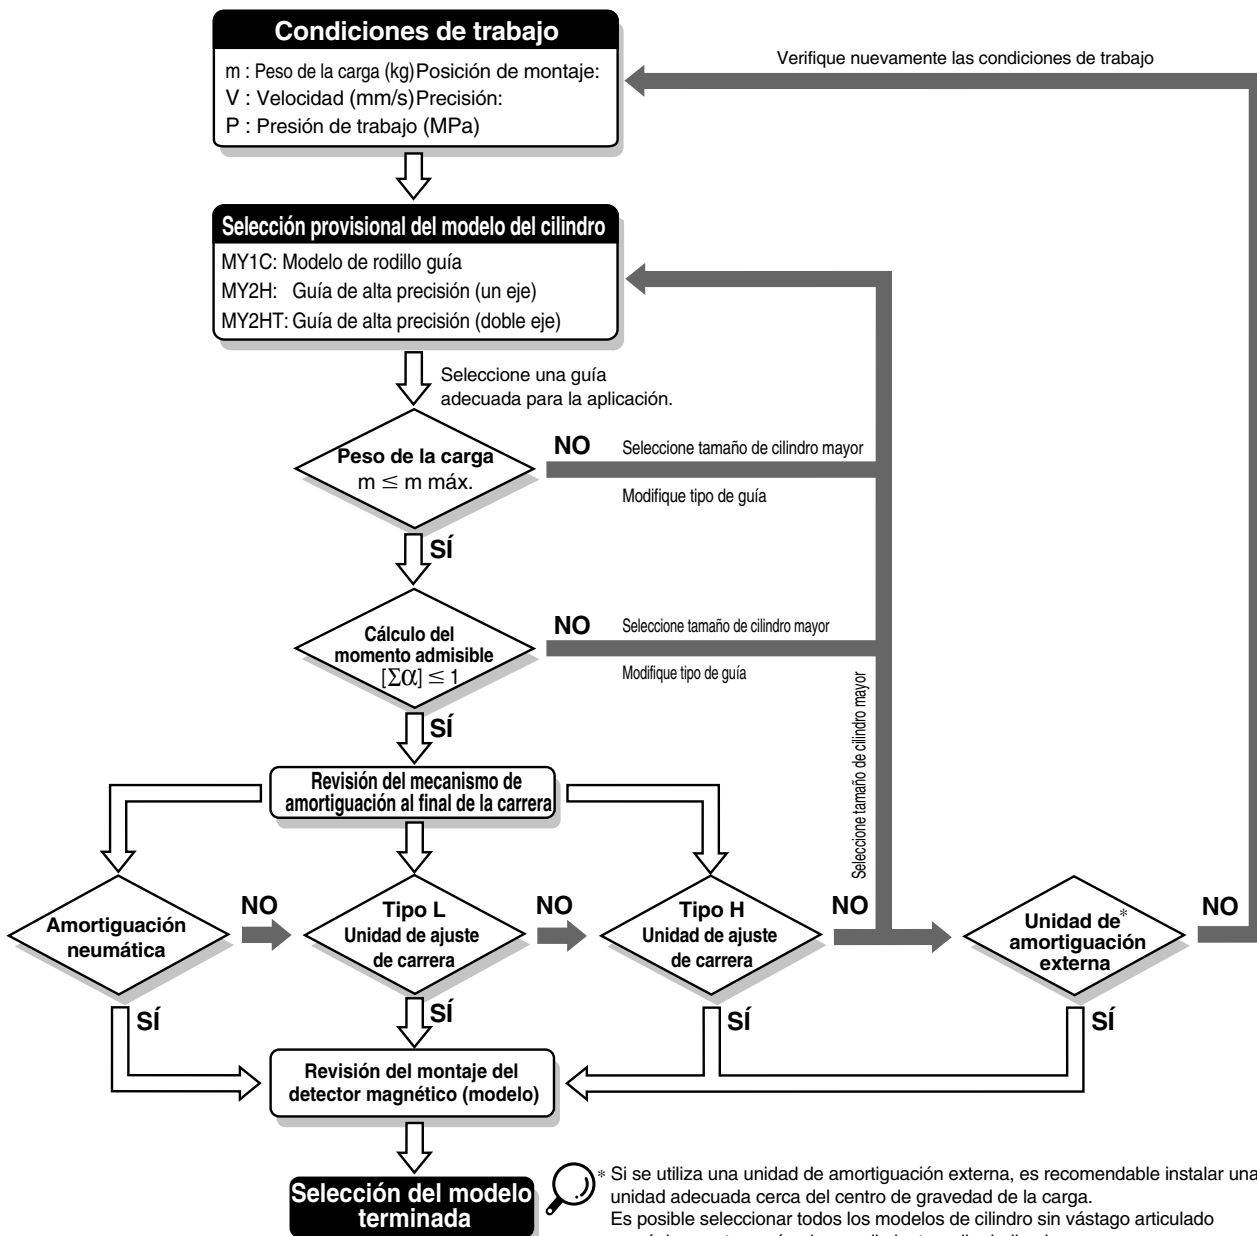 Condiciones de trabajo
m : Peso de la carga (kg) Posición de montaje:
V : Velocidad (mm/s) Precisión:
P : Presión de trabajo (MPa)
Verifique nuevamente las condiciones de trabajo
Selección provisional del modelo del cilindro
MY1C: Modelo de rodillo guía
MY2H: Guía de alta precisión (un eje)
MY2HT: Guía de alta precisión (doble eje)
Seleccione una guía
adecuada para la aplicación.
Peso de la carga
m ≤ m máx.
NO
Seleccione tamaño de cilindro mayor
Modifique tipo de guía
SÍ
Cálculo del
momento admisible
[Σα] ≤ 1
NO
Seleccione tamaño de cilindro mayor
Modifique tipo de guía
SÍ
Seleccione tamaño de cilindro mayor
Revisión del mecanismo de
amortiguación al final de la carrera
Amortiguación
neumática
NO
Tipo L
Unidad de ajuste
de carrera
NO
Tipo H
Unidad de ajuste
de carrera
NO
Unidad de*
amortiguación
externa
NO
SÍ
SÍ
SÍ
SÍ
Revisión del montaje del
detector magnético (modelo)
Selección del modelo
terminada
* Si se utiliza una unidad de amortiguación externa, es recomendable instalar una
unidad adecuada cerca del centro de gravedad de la carga.
Es posible seleccionar todos los modelos de cilindro sin vástago articulado